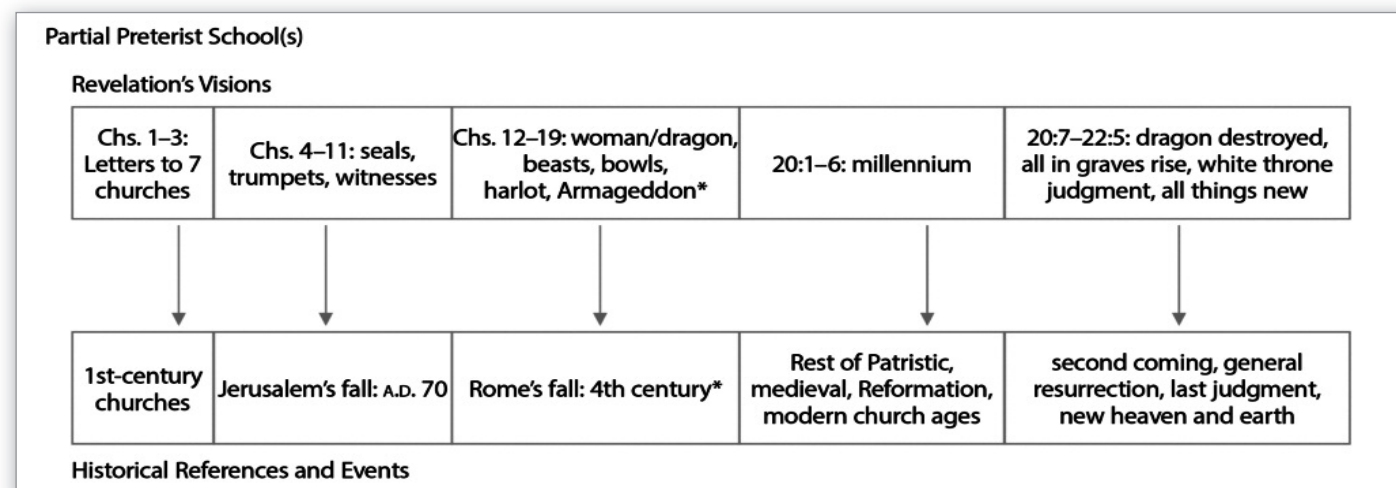 Partial Preterist School(s)
Revelation's Visions
Chs. 1–3:
Letters to 7
churches
Chs. 4–11: seals,
trumpets, witnesses
Chs. 12–19: woman/dragon,
beasts, bowls,
harlot, Armageddon*
20:1–6: millennium
20:7–22:5: dragon destroyed,
all in graves rise, white throne
judgment, all things new
1st-century
churches
Jerusalem's fall: A.D. 70
Rome's fall: 4th century*
Rest of Patristic,
medieval, Reformation,
modern church ages
second coming, general
resurrection, last judgment,
new heaven and earth
Historical References and Events